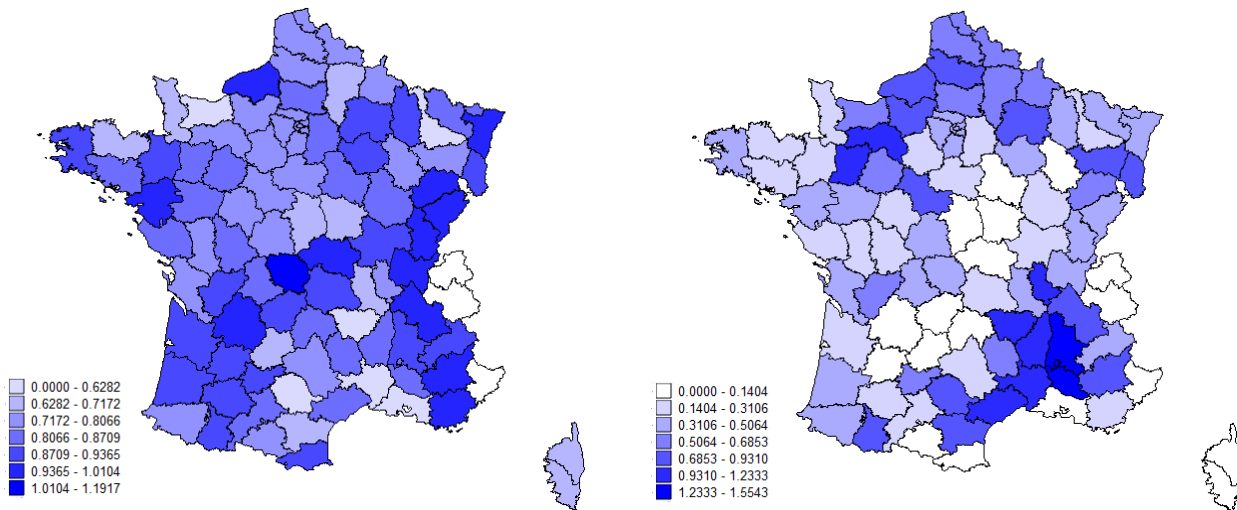 0.0000 - 0.6282
0.6282 - 0.7172
0.7172 - 0.8066
0.8066 - 0.8709
0.8709 - 0.9365
0.9365 - 1.0104
1.0104 - 1.1917
0.0000 - 0.1404
0.1404 - 0.3106
0.3106 - 0.5064
0.5064 - 0.6853
0.6853 - 0.9310
0.9310 - 1.2333
1.2333 - 1.5543